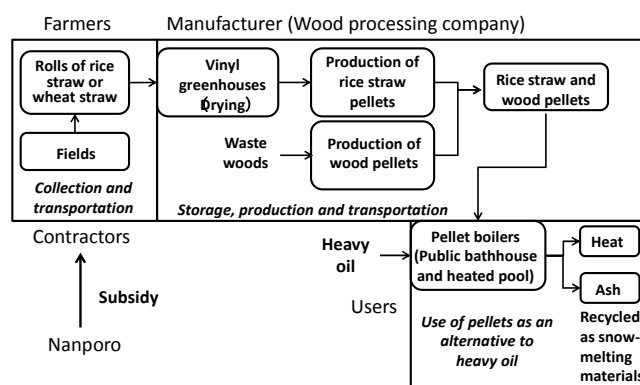 Farmers
Manufacturer (Wood processing company)
Rolls of rice
straw or
wheat straw
Vinyl
greenhouses
(Drying)
Production of
rice straw
pellets
Rice straw and
wood pellets
Fields
Waste
woods
Production of
wood pellets
Collection and
transportation
Storage, production and transportation
Contractors
Heavy
oil
Pellet boilers
(Public bathhouse
and heated pool)
Heat
Subsidy
Ash
Users
Nanporo
Use of pellets as an
alternative to
heavy oil
Recycled
as snow-
melting
materials